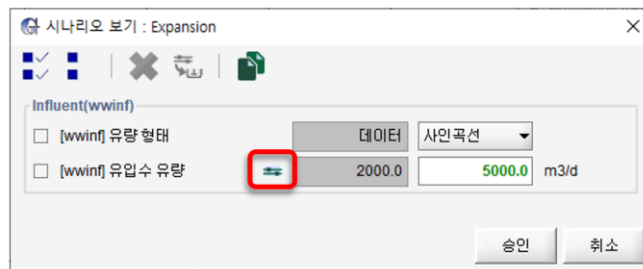 시나리오 보기 : Expansion
Influent(wwinf)
[wwinf] 유량 형태 데이터 사인곡선
[wwinf] 유입수 유량 2000.0 5000.0 m3/d
승인 취소